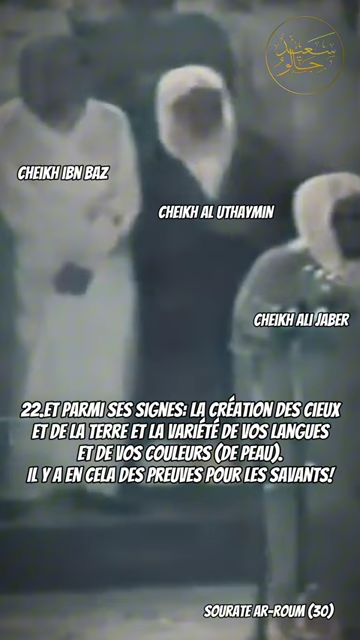 سعيد
حالو
CHEIKH IBN BAZ
CHEIKH AL UTHAYMIN
CHEIKH ALI JABER
22.ET PARMI SES SIGNES: LA CRÉATION DES CIEUX
ET DE LA TERRE ET LA VARIÉTÉ DE VOS LANGUES
ET DE VOS COULEURS (DE PEAU).
IL Y A EN CELA DES PREUVES POUR LES SAVANTS!
SOURATE AR-ROUM (30)